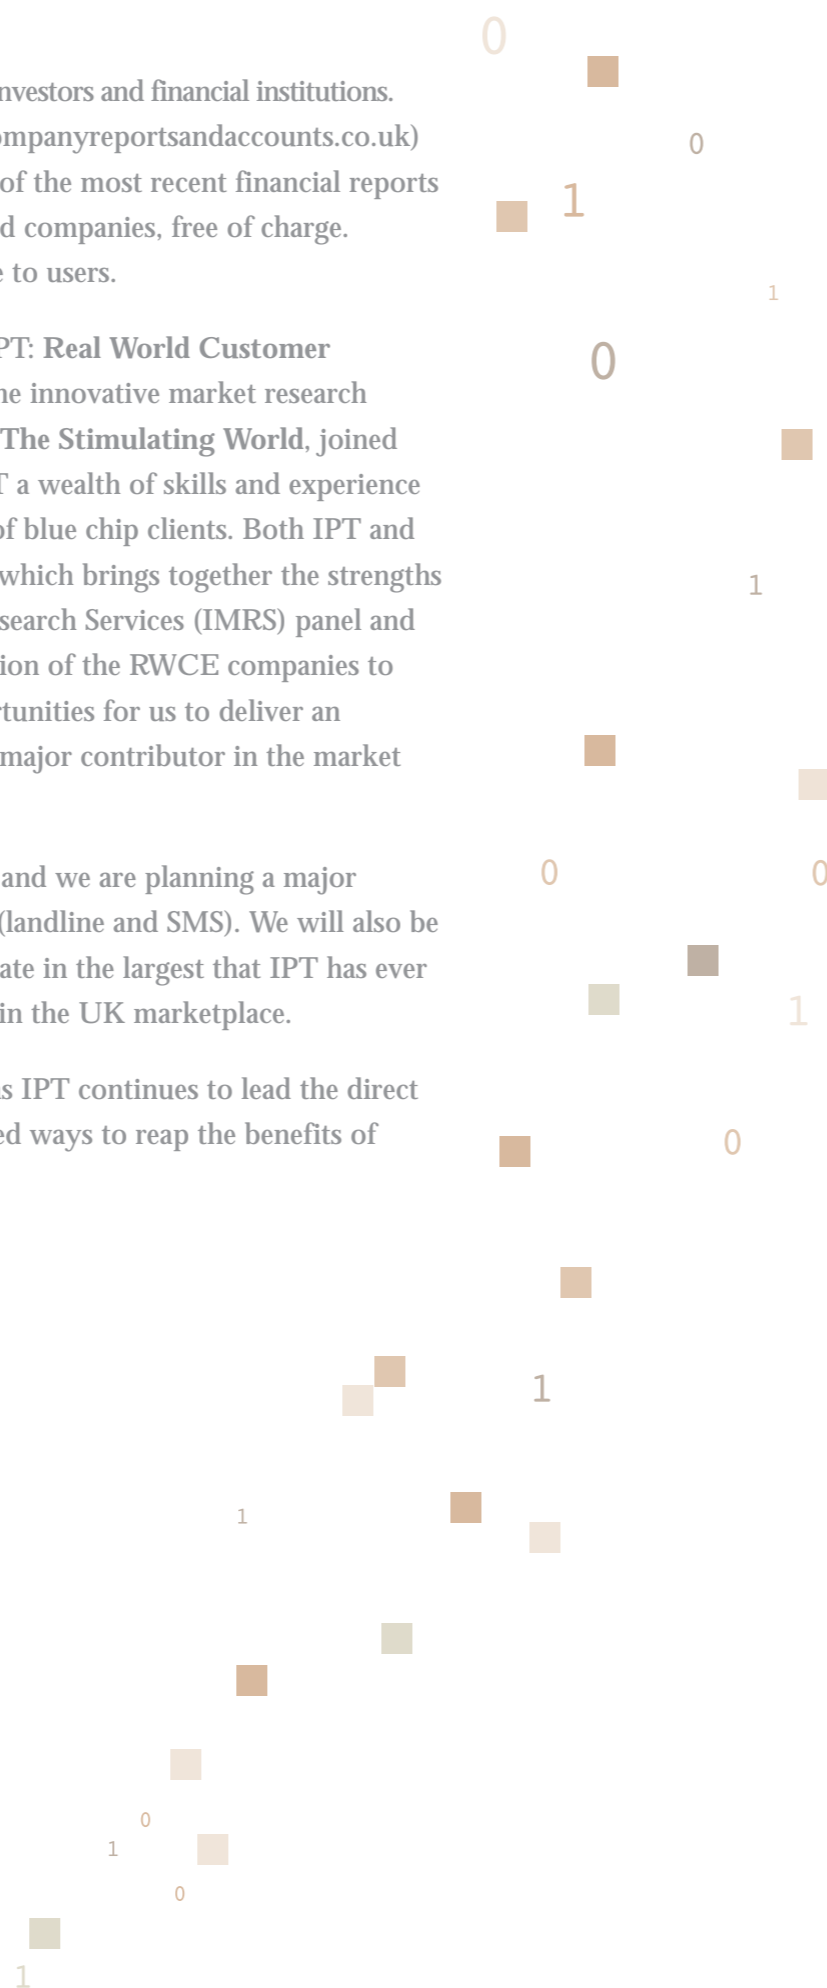 0
nvestors and financial institutions.
ompanyreportsandaccounts.co.uk)
0
of the most recent financial reports
1
d companies, free of charge.
e to users.
1
PT: Real World Customer
0
he innovative market research
The Stimulating World, joined
T a wealth of skills and experience
of blue chip clients. Both IPT and
which brings together the strengths
1
search Services (IMRS) panel and
tion of the RWCE companies to
rtunities for us to deliver an
major contributor in the market
0 0
and we are planning a major
(landline and SMS). We will also be
ate in the largest that IPT has ever
in the UK marketplace.
1
as IPT continues to lead the direct
ed ways to reap the benefits of
0
1
1
0
1
0
1